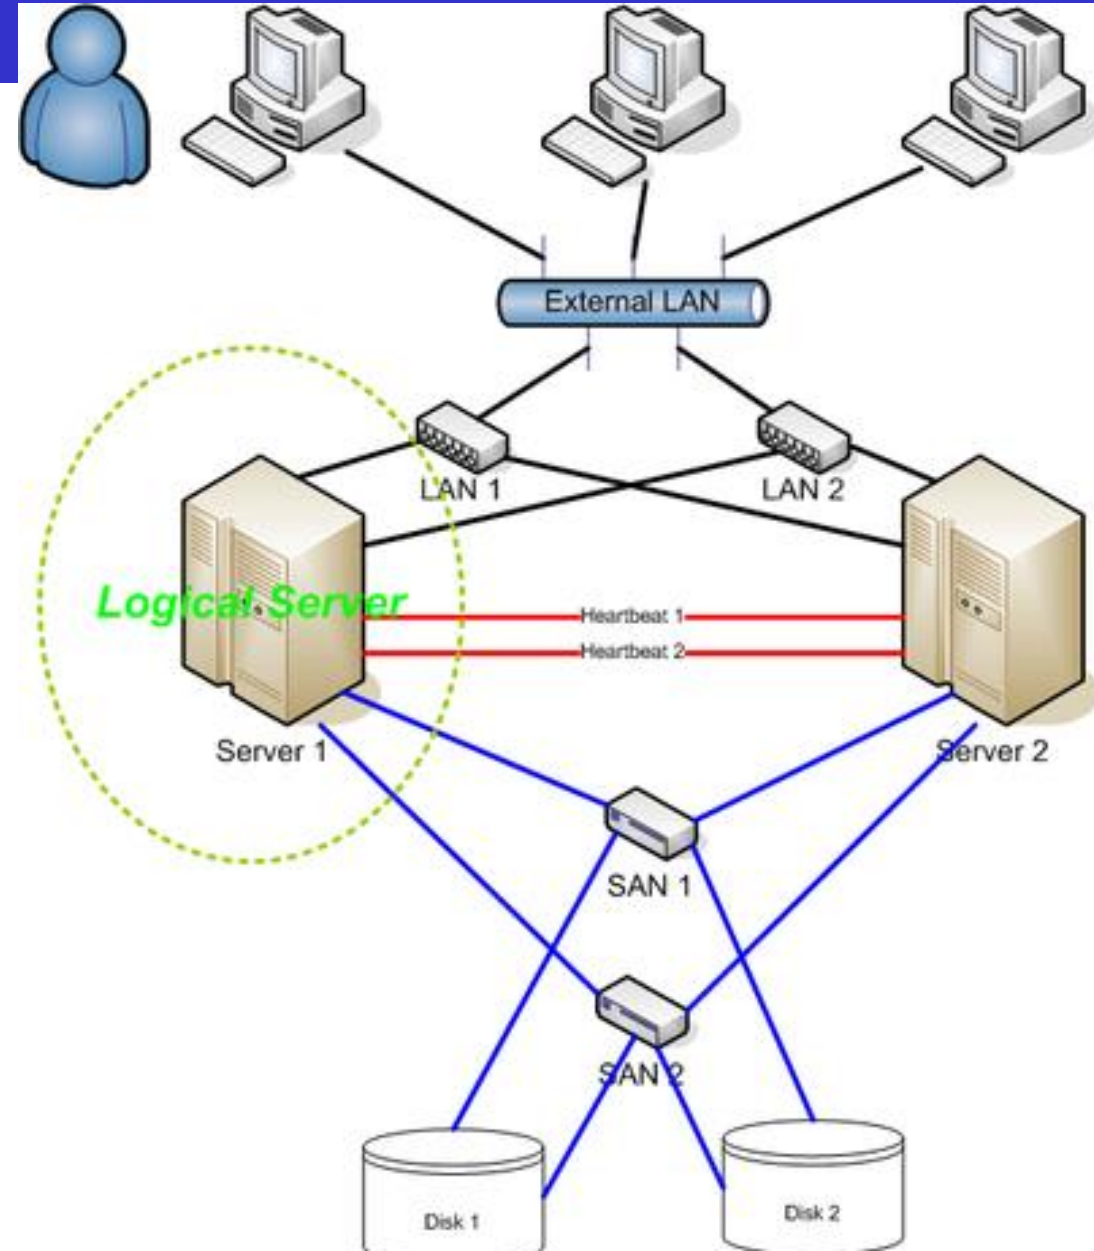 External LAN
LAN 1
LAN 2
Logical Server
Heartbeat 1
Heartbeat 2
Server 1
Server 2
SAN 1
SAN 2
Disk 1
Disk 2